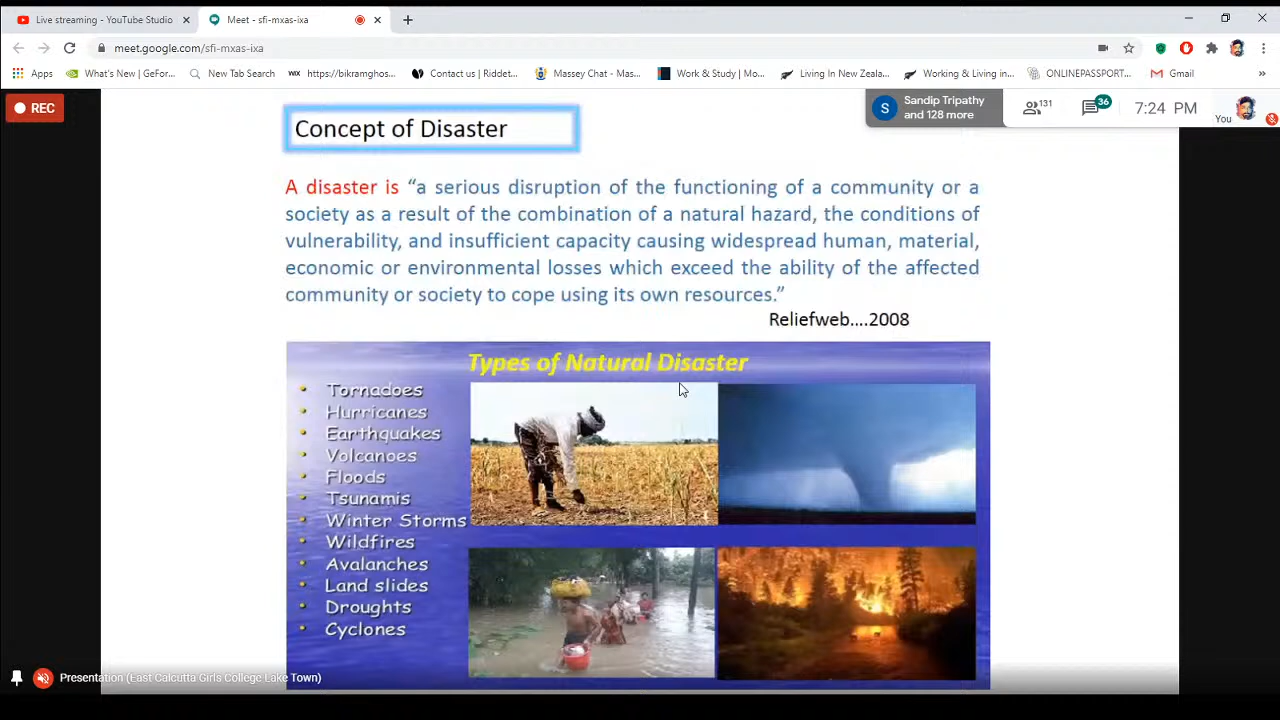 Live streaming - YouTube Studio
Meet - sfi-mxas-ixa
meet.google.com/sfi-mxas-ixa
Apps
What's New | GeFor...
New Tab Search
WIX https://bikramghos...
Contact us | Riddet...
Massey Chat - Mas...
Work & Study | Mo...
Living In New Zeala...
Working & Living in...
ONLINEPASSPORT...
Gmail
REC
S
Sandip Tripathy
and 128 more
131
36
7:24 PM
You
Concept of Disaster
A disaster is “a serious disruption of the functioning of a community or a
society as a result of the combination of a natural hazard, the conditions of
vulnerability, and insufficient capacity causing widespread human, material,
economic or environmental losses which exceed the ability of the affected
community or society to cope using its own resources.”
Reliefweb....2008
Types of Natural Disaster
• Tornadoes
• Hurricanes
• Earthquakes
• Volcanoes
• Floods
• Tsunamis
• Winter Storms
• Wildfires
• Avalanches
• Land slides
• Droughts
• Cyclones
Presentation (East Calcutta Girls College Lake Town)